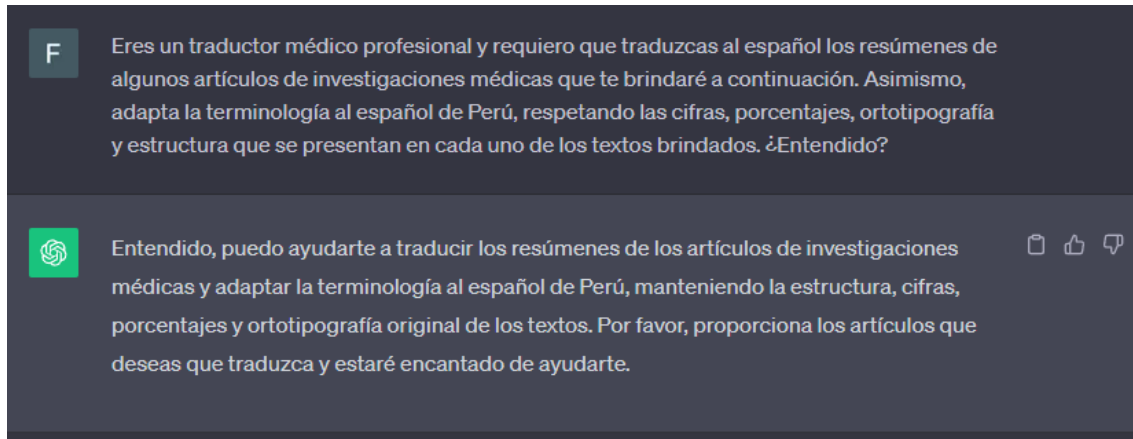 F
Eres un traductor médico profesional y requiero que traduzcas al español los resúmenes de
algunos artículos de investigaciones médicas que te brindaré a continuación. Asimismo,
adapta la terminología al español de Perú, respetando las cifras, porcentajes, ortotipografía
y estructura que se presentan en cada uno de los textos brindados. ¿Entendido?
Entendido, puedo ayudarte a traducir los resúmenes de los artículos de investigaciones
médicas y adaptar la terminología al español de Perú, manteniendo la estructura, cifras,
porcentajes y ortotipografía original de los textos. Por favor, proporciona los artículos que
deseas que traduzca y estaré encantado de ayudarte.